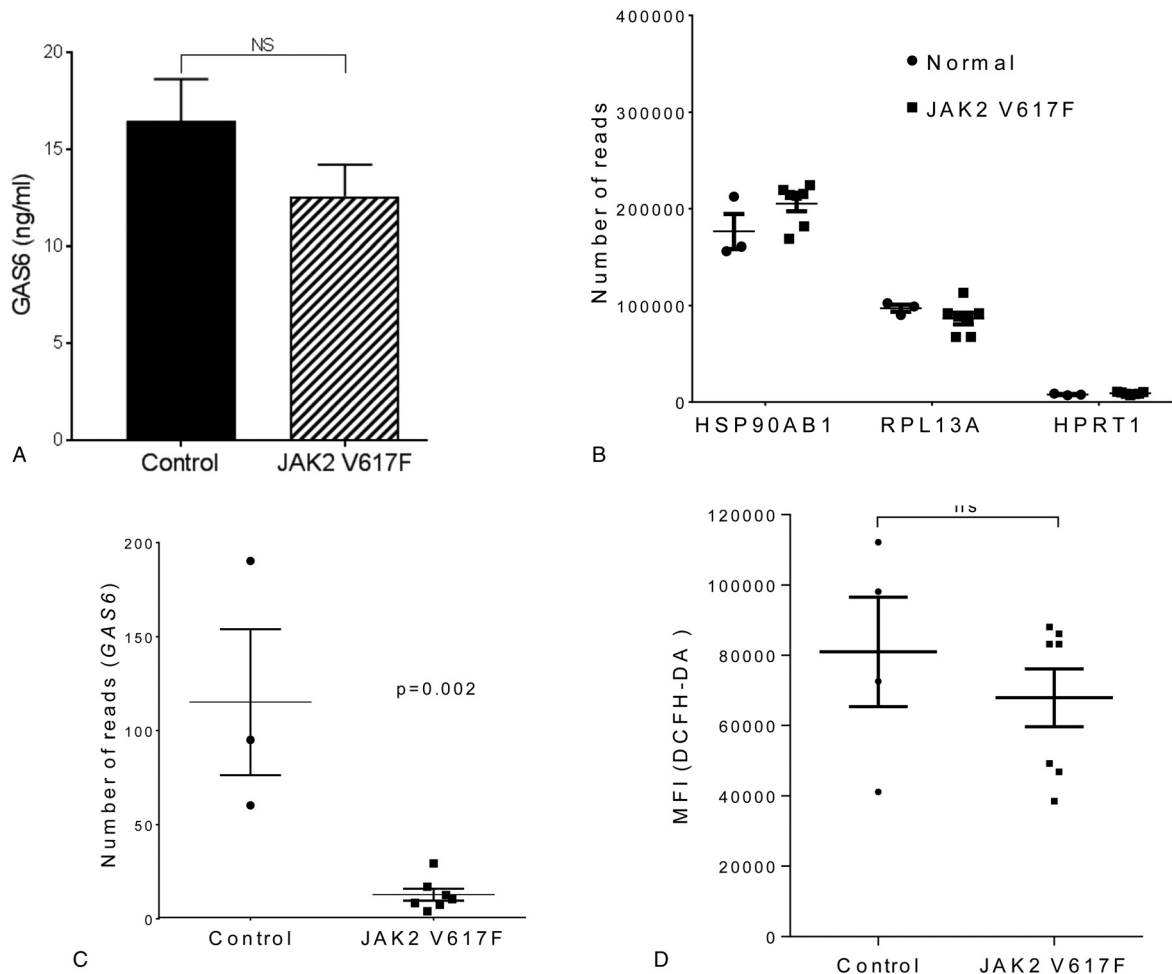 NS
20
15
10
5
0
GAS6 (ng/ml)
Control
JAK2 V617F
A
400000
300000
200000
100000
0
Number of reads
Normal
JAK2 V617F
HSP90AB1
RPL13A
HPRT1
B
200
150
100
50
0
Number of reads (GAS6)
p=0.002
Control
JAK2 V617F
C
ns
120000
100000
80000
60000
40000
20000
0
MFI (DCFH-DA )
Control
JAK2 V617F
D